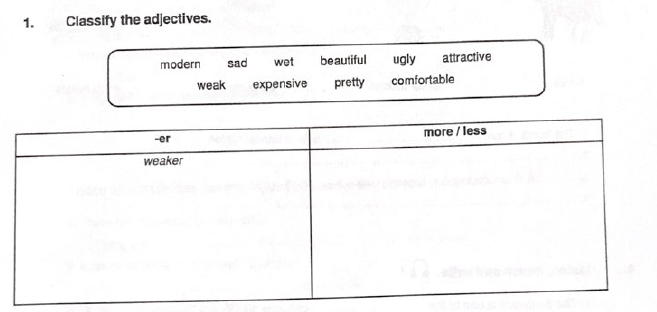 1. Classify the adjectives.
modern sad wet beautiful ugly attractive
weak expensive pretty comfortable
-er more / less
weaker